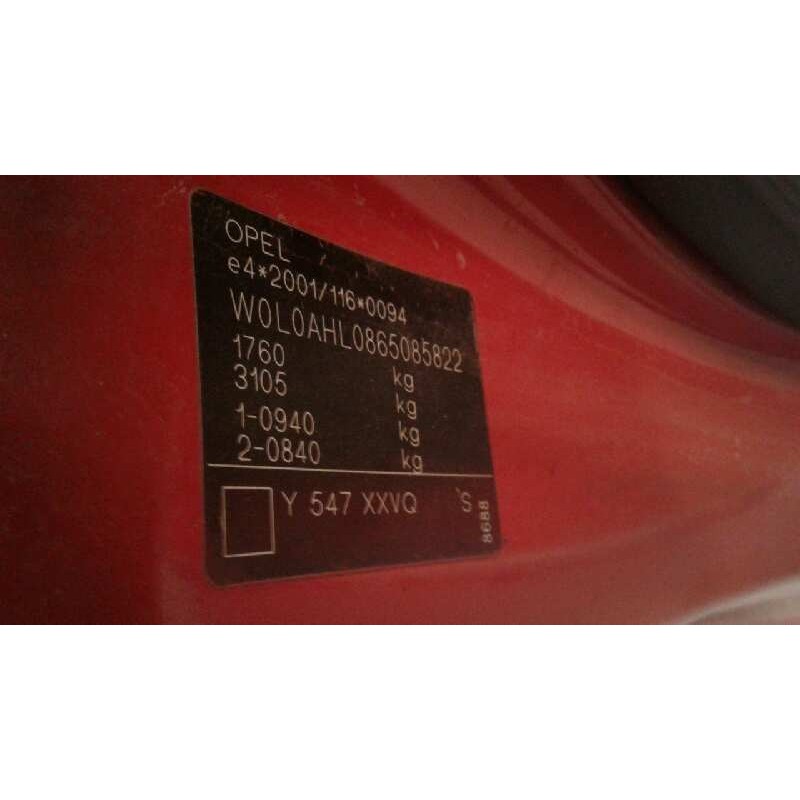 OPEL
e4*2001/116*0094
W0L0AHL0865085822
1760 kg
3105 kg
1-0940 kg
2-0840 kg
Y 547 XXVQ 'S
8688